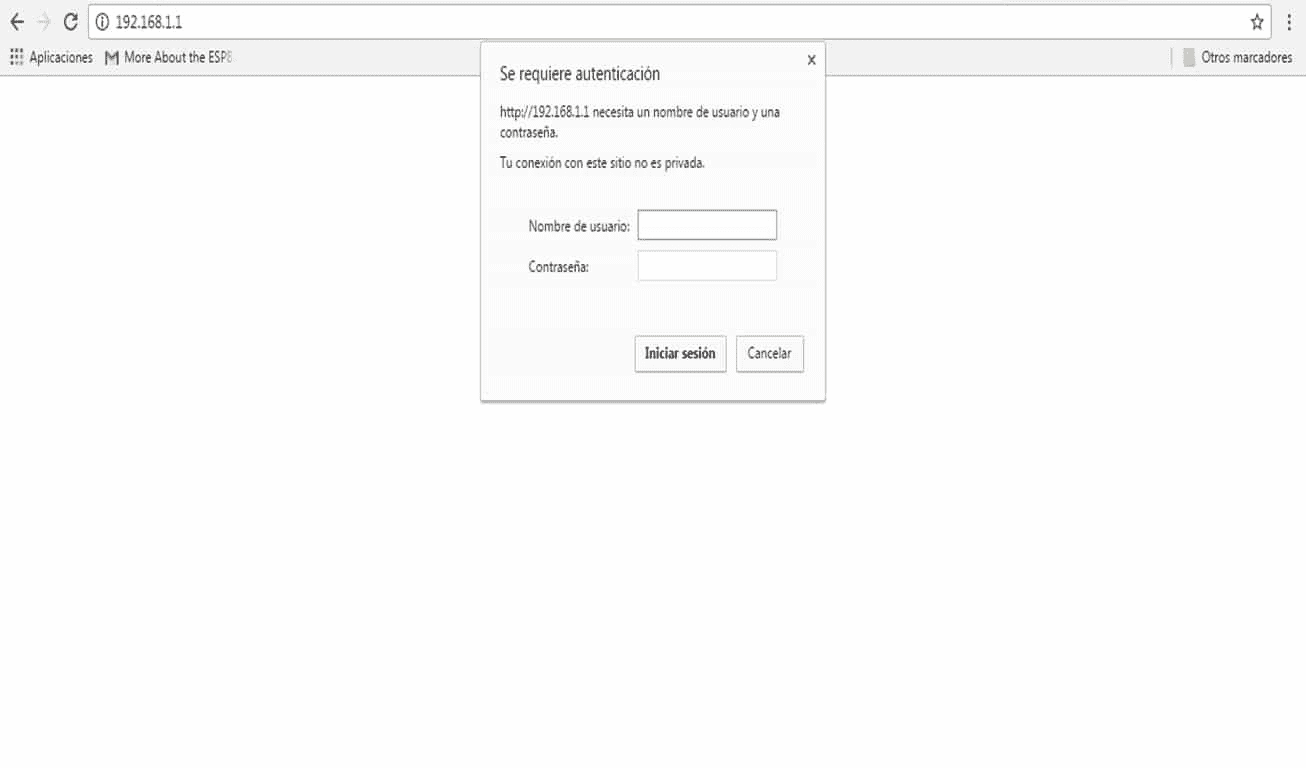 192.168.1.1
Aplicaciones More About the ESP8 Otros marcadores
x
Se requiere autenticación
http://192.168.1.1 necesita un nombre de usuario y una
contraseña.
Tu conexión con este sitio no es privada.
Nombre de usuario:
Contraseña:
Iniciar sesión Cancelar